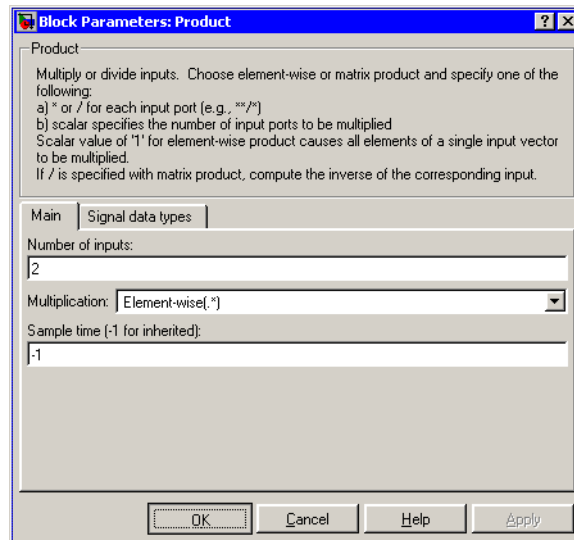 Block Parameters: Product
Product
Multiply or divide inputs. Choose element-wise or matrix product and specify one of the
following:
a) * or / for each input port (e.g., **/*)
b) scalar specifies the number of input ports to be multiplied
Scalar value of '1' for element-wise product causes all elements of a single input vector
to be multiplied.
If / is specified with matrix product, compute the inverse of the corresponding input.
Main Signal data types
Number of inputs:
2
Multiplication: Element-wise(.*)
Sample time (-1 for inherited):
-1
OK Cancel Help Apply